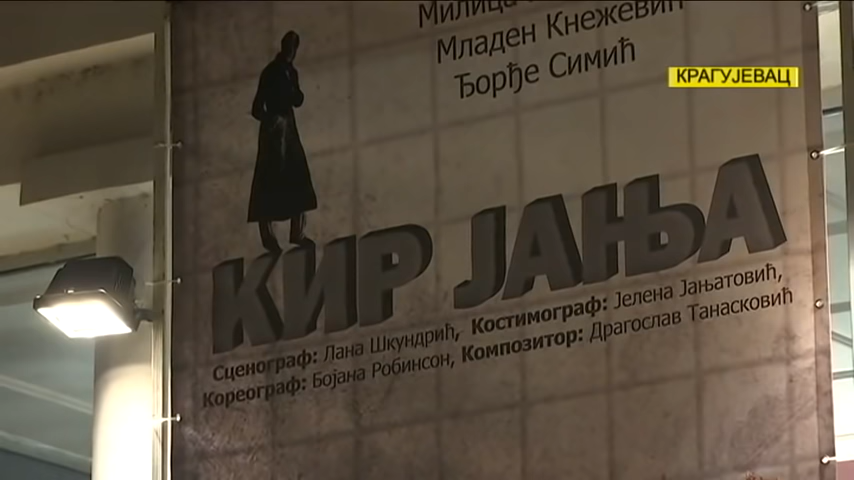 Милица
Младен Кнежевић
Ђорђе Симић
КРАГУЈЕВАЦ
КИР ЈАЊА
Сценограф: Лана Шкундрић, Костимограф: Јелена Јањатовић,
Кореограф: Бојана Робинсон, Композитор: Драгослав Танасковић